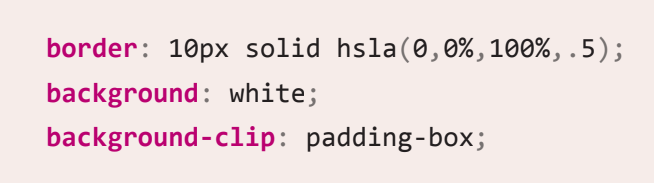 border: 10px solid hsla(0,0%,100%,.5);
background: white;
background-clip: padding-box;